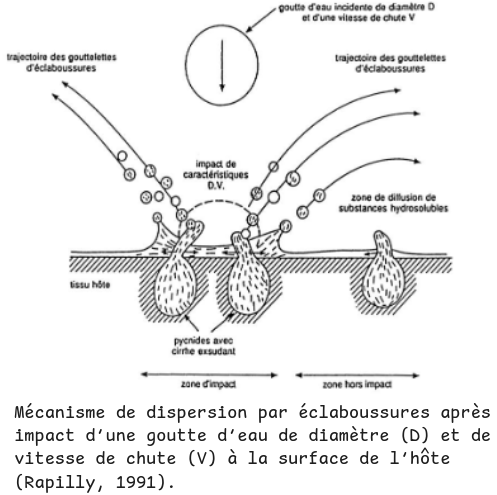 goutte d'eau incidente de diamètre D
et d'une vitesse de chute V
trajectoire des gouttelettes
d'éclaboussures
trajectoire des gouttelettes
d'éclaboussures
impact de
caractéristiques
D.V.
zone de diffusion de
substances hydrosolubles
tissu hôte
pycnides avec
cirrhe exsudant
zone d'impact
zone hors impact
Mécanisme de dispersion par éclaboussures après
impact d'une goutte d'eau de diamètre (D) et de
vitesse de chute (V) à la surface de l'hôte
(Rapilly, 1991).